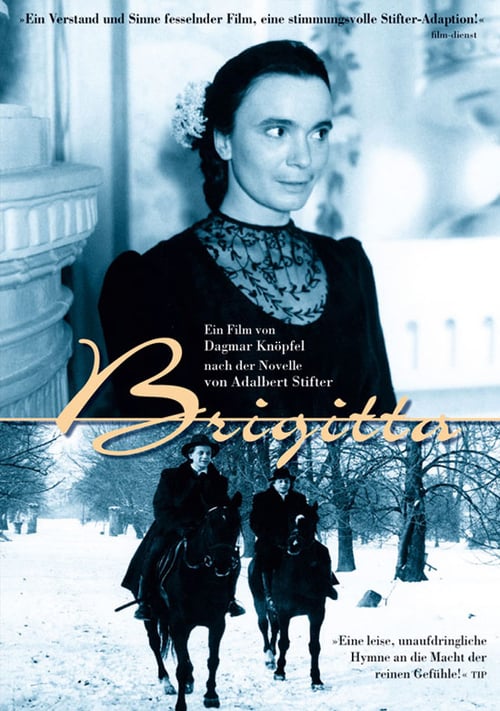 »Ein Verstand und Sinne fesselnder Film, eine stimmungsvolle Stifter-Adaption!«
film-dienst
Ein Film von
Dagmar Knöpfel
nach der Novelle
von Adalbert Stifter
Brigitta
»Eine leise, unaufdringliche
Hymne an die Macht der
reinen Gefühle!« TIP